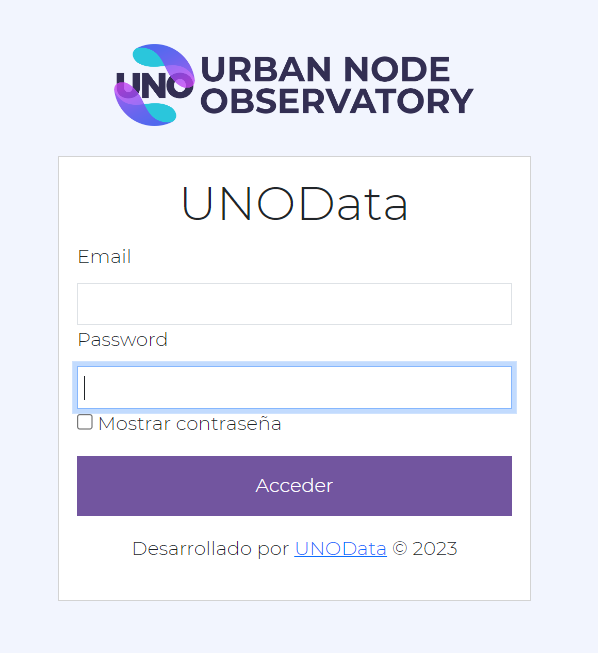 UNO URBAN NODE
OBSERVATORY
UNOData
Email
Password
Mostrar contraseña
Acceder
Desarrollado por UNOData © 2023